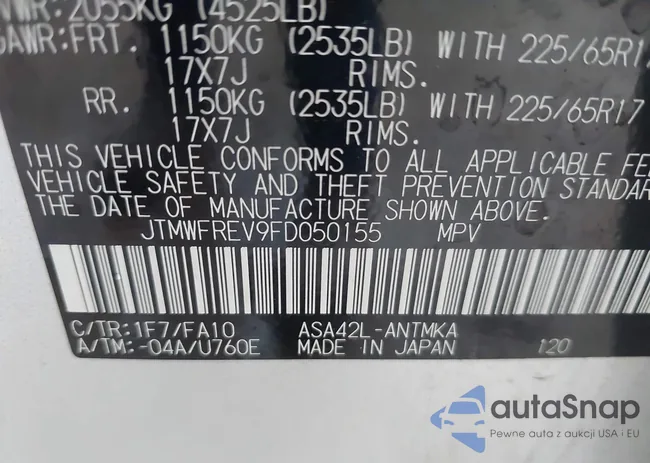 VWR: 2055KG (4525LB)
GAWR:FRT. 1150KG (2535LB) WITH 225/65R17
17X7J RIMS.
RR. 1150KG (2535LB) WITH 225/65R17
17X7J RIMS.
THIS VEHICLE CONFORMS TO ALL APPLICABLE FE
VEHICLE SAFETY AND THEFT PREVENTION STANDAR
THE DATE OF MANUFACTURE SHOWN ABOVE.
JTMWFREV9FD050155 MPV
C/TR:1F7/FA10 ASA42L-ANTMKA
A/TM:-04A/U760E MADE IN JAPAN 120
autoSnap
Pewne auta z aukcji USA i EU